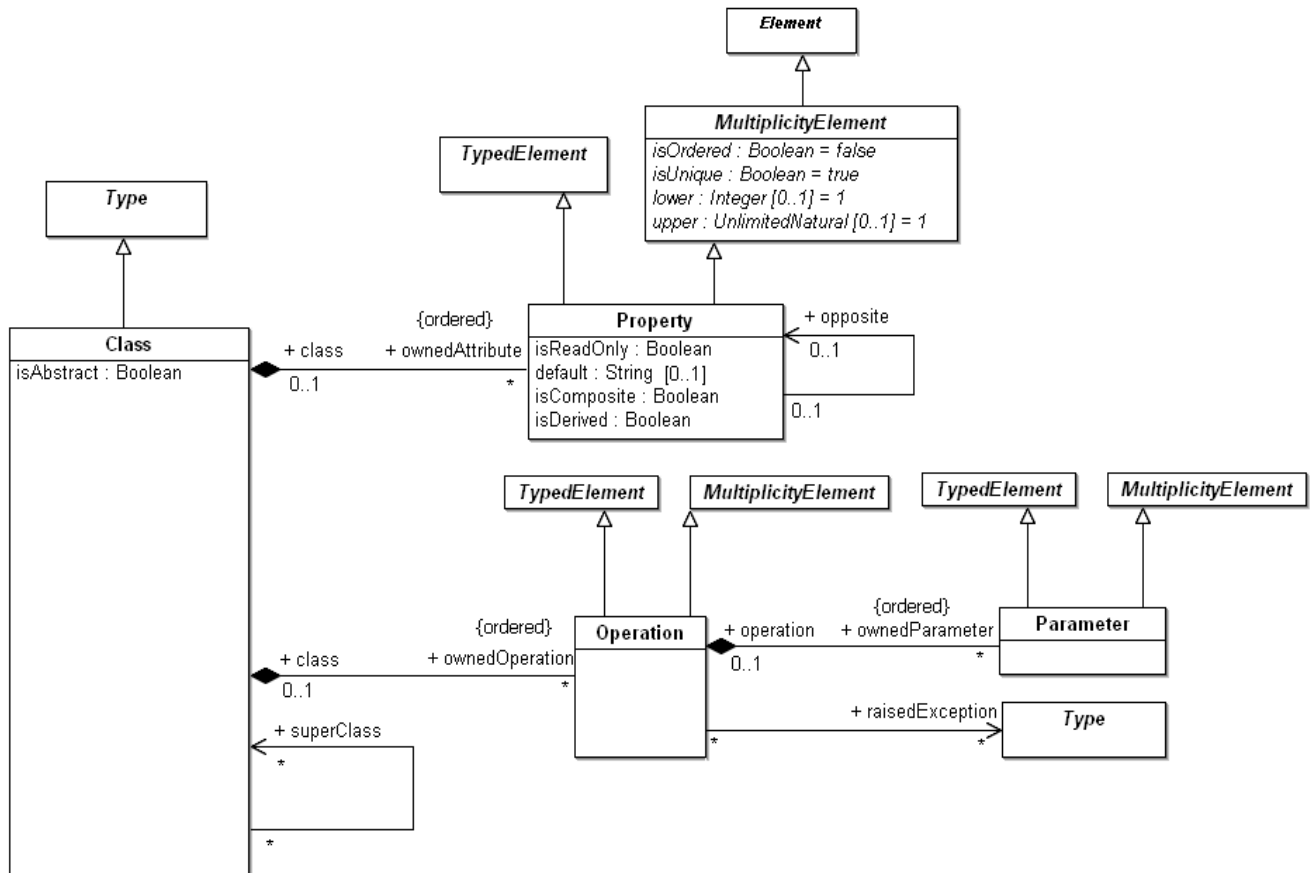 Element
MultiplicityElement
isOrdered : Boolean = false
isUnique : Boolean = true
lower : Integer [0..1] = 1
upper : UnlimitedNatural [0..1] = 1
TypedElement
Type
Class
isAbstract : Boolean
+ class
0..1
{ordered}
+ ownedAttribute
*
Property
isReadOnly : Boolean
default : String [0..1]
isComposite : Boolean
isDerived : Boolean
+ opposite
0..1
0..1
TypedElement
MultiplicityElement
TypedElement
MultiplicityElement
+ class
0..1
{ordered}
+ ownedOperation
*
Operation
+ operation
0..1
{ordered}
+ ownedParameter
*
Parameter
+ raisedException
*
*
Type
+ superClass
*
*